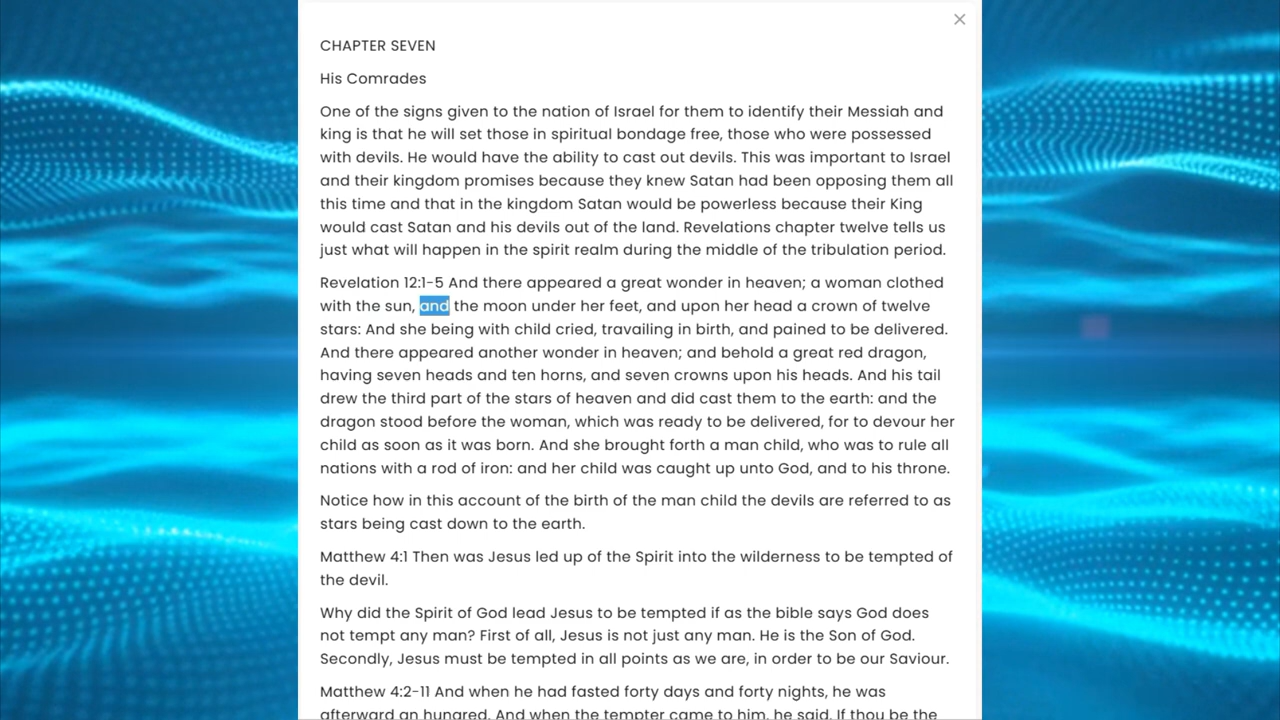 CHAPTER SEVEN
His Comrades
One of the signs given to the nation of Israel for them to identify their Messiah and
king is that he will set those in spiritual bondage free, those who were possessed
with devils. He would have the ability to cast out devils. This was important to Israel
and their kingdom promises because they knew Satan had been opposing them all
this time and that in the kingdom Satan would be powerless because their King
would cast Satan and his devils out of the land. Revelations chapter twelve tells us
just what will happen in the spirit realm during the middle of the tribulation period.
Revelation 12:1-5 And there appeared a great wonder in heaven; a woman clothed
with the sun, and the moon under her feet, and upon her head a crown of twelve
stars: And she being with child cried, travailing in birth, and pained to be delivered.
And there appeared another wonder in heaven; and behold a great red dragon,
having seven heads and ten horns, and seven crowns upon his heads. And his tail
drew the third part of the stars of heaven and did cast them to the earth: and the
dragon stood before the woman, which was ready to be delivered, for to devour her
child as soon as it was born. And she brought forth a man child, who was to rule all
nations with a rod of iron: and her child was caught up unto God, and to his throne.
Notice how in this account of the birth of the man child the devils are referred to as
stars being cast down to the earth.
Matthew 4:1 Then was Jesus led up of the Spirit into the wilderness to be tempted of
the devil.
Why did the Spirit of God lead Jesus to be tempted if as the bible says God does
not tempt any man? First of all, Jesus is not just any man. He is the Son of God.
Secondly, Jesus must be tempted in all points as we are, in order to be our Saviour.
Matthew 4:2-11 And when he had fasted forty days and forty nights, he was
afterward an hungred. And when the tempter came to him, he said, If thou be the